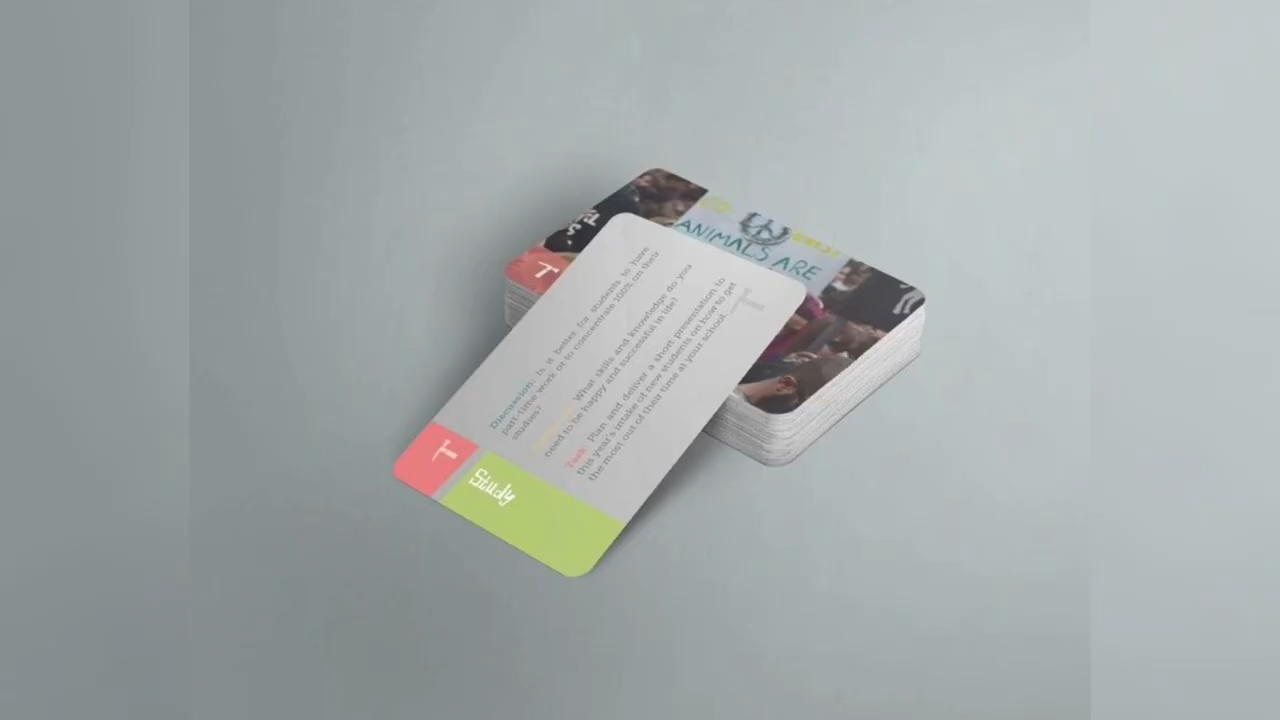 ANIMALS ARE
T
Discussion: Is it better for students to have
part-time work or to concentrate 100% on their
studies?
What skills and knowledge do you
need to be happy and successful in life?
Task: Plan and deliver a short presentation to
this year's intake of new students on how to get
the most out of their time at your school.
T
T
Study